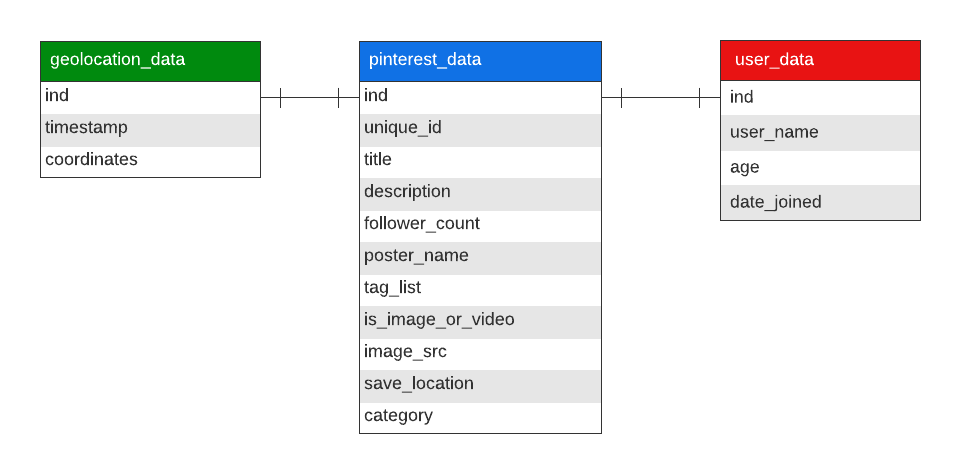 geolocation_data
ind
timestamp
coordinates
pinterest_data
ind
unique_id
title
description
follower_count
poster_name
tag_list
is_image_or_video
image_src
save_location
category
user_data
ind
user_name
age
date_joined